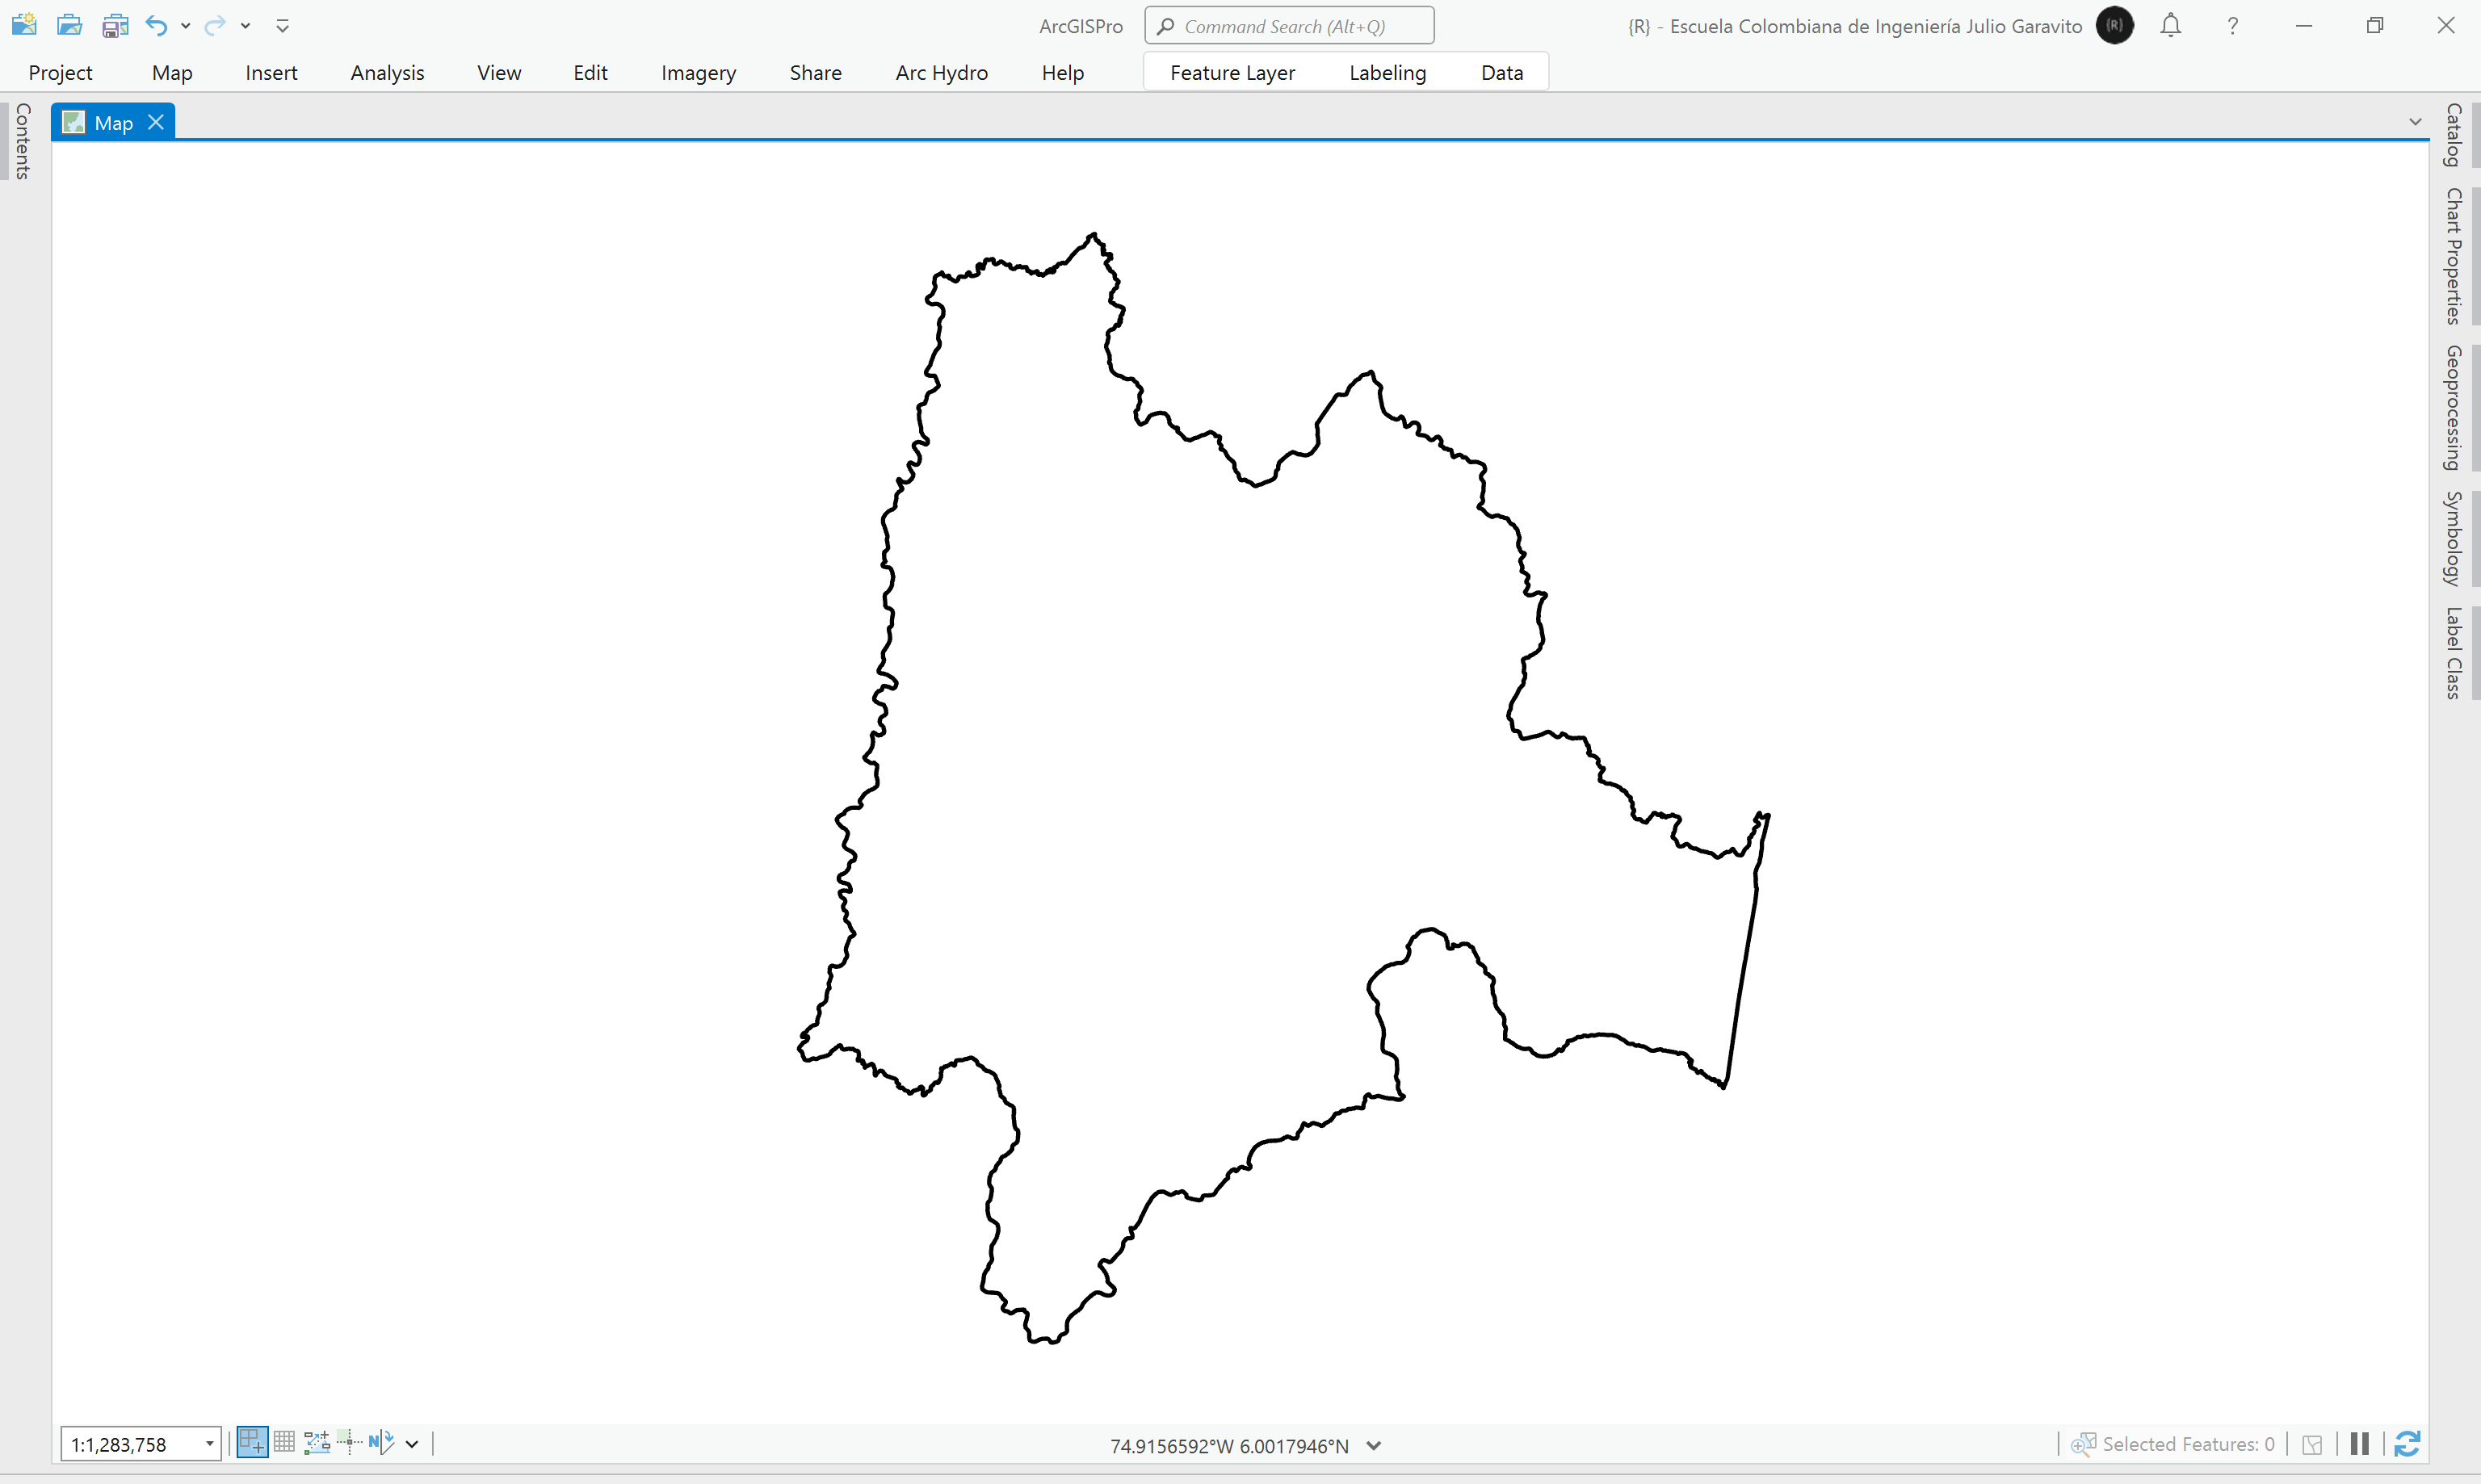 ArcGISPro
Command Search (Alt+Q)
{R} - Escuela Colombiana de Ingeniería Julio Garavito
{R}
?
Project Map Insert Analysis View Edit Imagery Share Arc Hydro Help Feature Layer Labeling Data
Contents
Map
Catalog
Chart Properties
Geoprocessing
Symbology
Label Class
1:1,283,758
N
74.9156592°W 6.0017946°N
Selected Features: 0